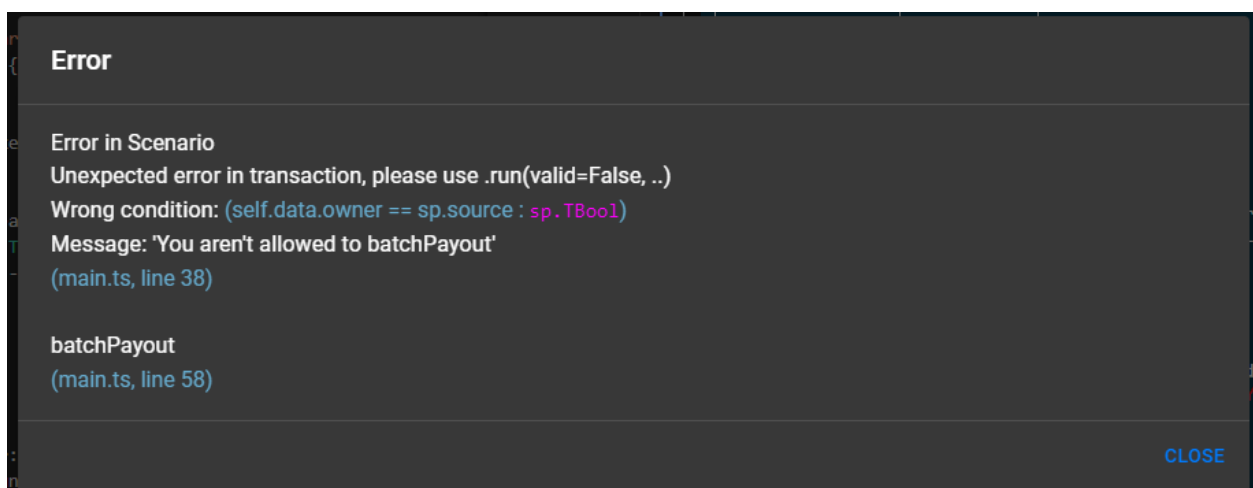 Error
Error in Scenario
Unexpected error in transaction, please use .run(valid=False, ..)
Wrong condition: (self.data.owner == sp.source : sp.TBool)
Message: 'You aren't allowed to batchPayout'
(main.ts, line 38)
batchPayout
(main.ts, line 58)
CLOSE